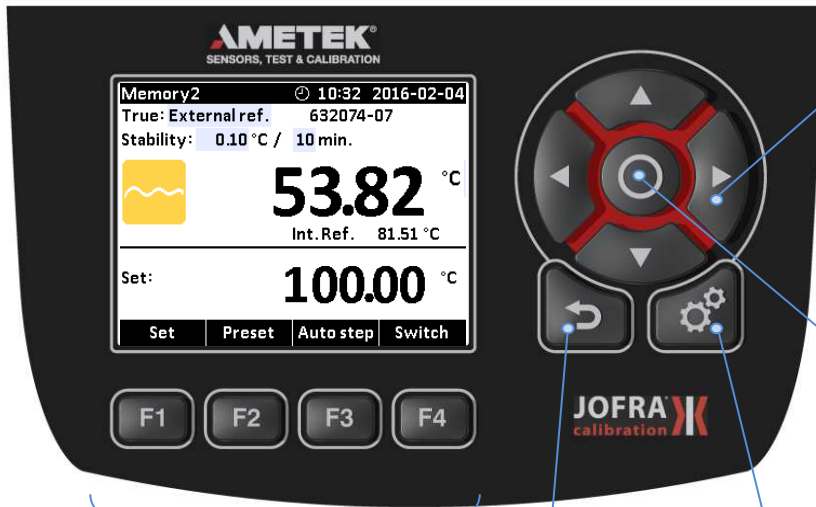 AMETEK®
SENSORS, TEST & CALIBRATION
Memory2 10:32 2016-02-04
True: External ref. 632074-07
Stability: 0.10 °C / 10 min.
53.82 °C
Int. Ref. 81.51 °C
Set: 100.00 °C
Set Preset Auto step Switch
F1 F2 F3 F4
JOFRA
calibration